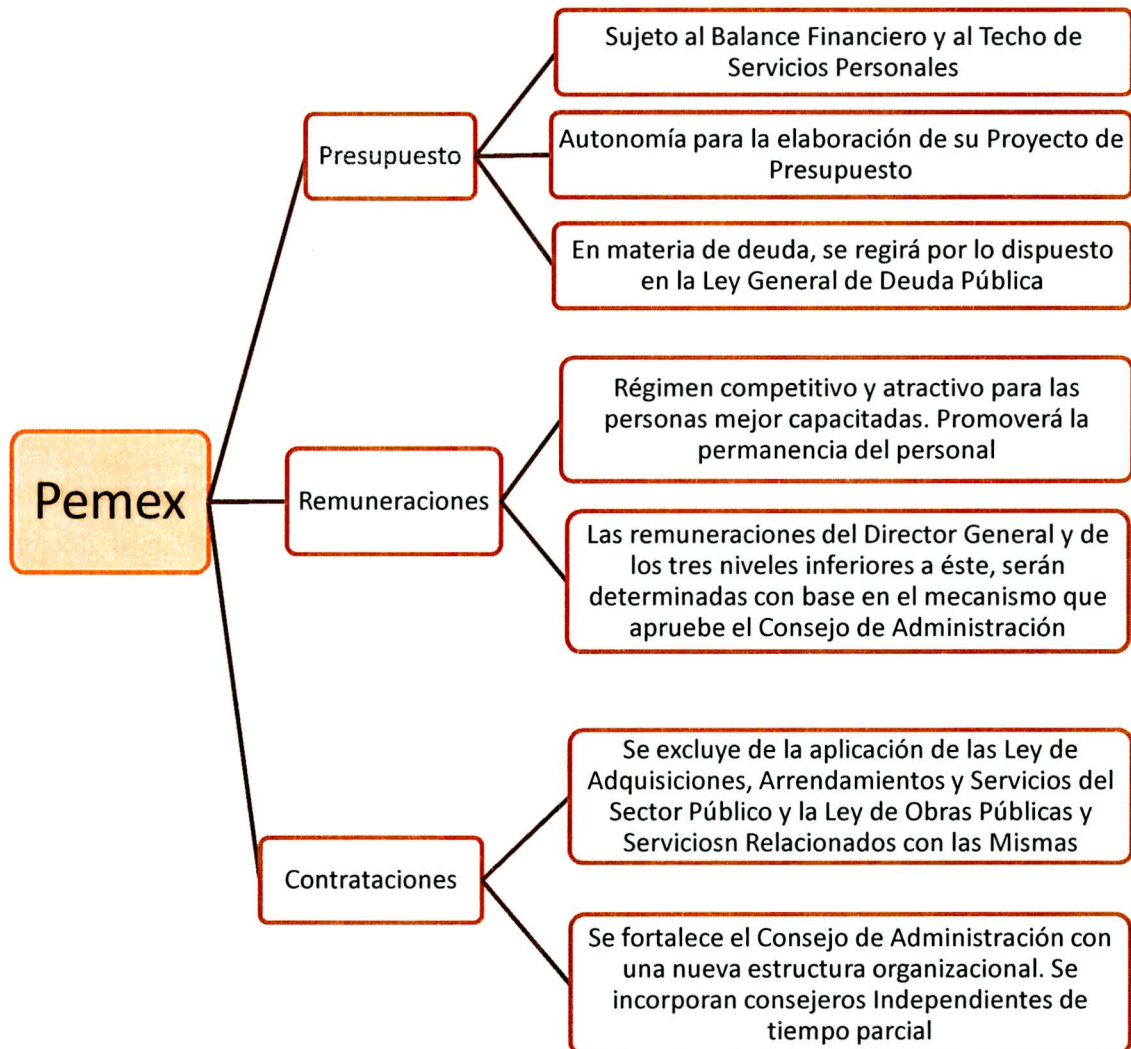 Pemex
Presupuesto
Sujeto al Balance Financiero y al Techo de
Servicios Personales
Autonomía para la elaboración de su Proyecto de
Presupuesto
En materia de deuda, se regirá por lo dispuesto
en la Ley General de Deuda Pública
Remuneraciones
Régimen competitivo y atractivo para las
personas mejor capacitadas. Promoverá la
permanencia del personal
Las remuneraciones del Director General y de
los tres niveles inferiores a éste, serán
determinadas con base en el mecanismo que
apruebe el Consejo de Administración
Contrataciones
Se excluye de la aplicación de las Ley de
Adquisiciones, Arrendamientos y Servicios del
Sector Público y la Ley de Obras Públicas y
Serviciosn Relacionados con las Mismas
Se fortalece el Consejo de Administración con
una nueva estructura organizacional. Se
incorporan consejeros Independientes de
tiempo parcial